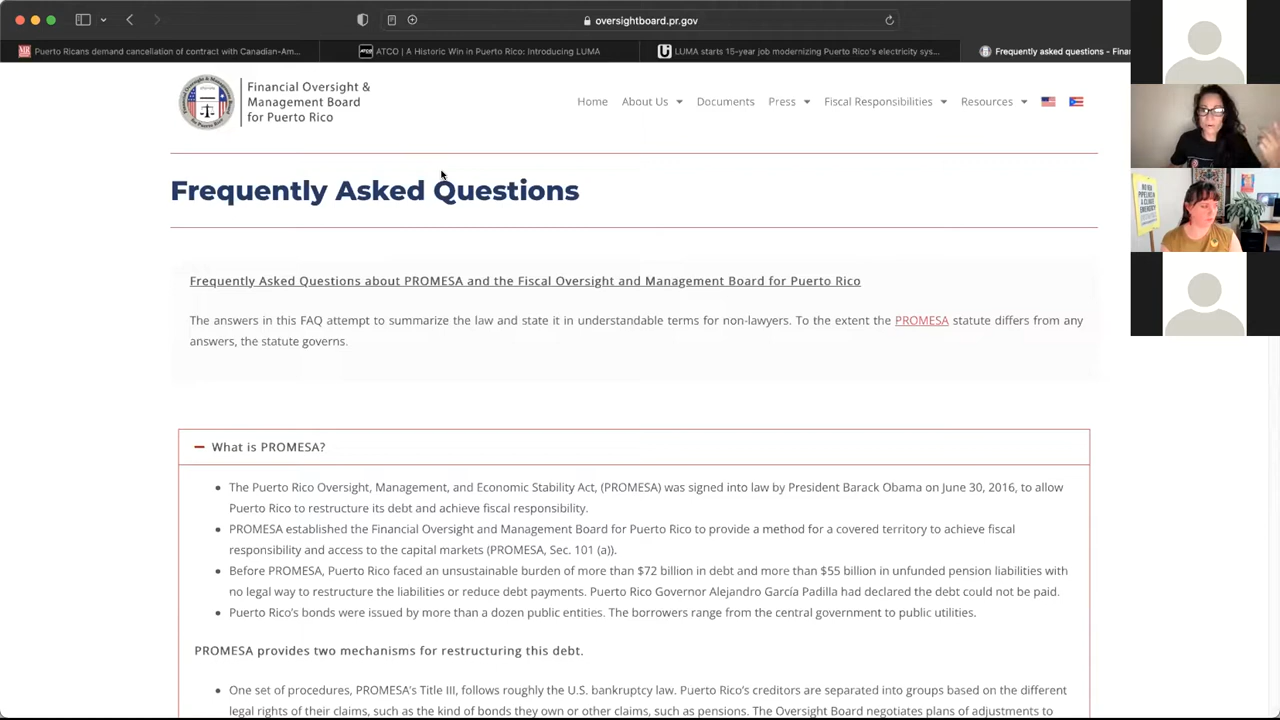 oversightboard.pr.gov
Puerto Ricans demand cancellation of contract with Canadian-Am...
ATCO | A Historic Win in Puerto Rico: Introducing LUMA
LUMA starts 15-year job modernizing Puerto Rico's electricity sys...
Frequently asked questions - Finan
Financial Oversight &
Management Board
for Puerto Rico
Home About Us Documents Press Fiscal Responsibilities Resources
Frequently Asked Questions
Frequently Asked Questions about PROMESA and the Fiscal Oversight and Management Board for Puerto Rico
The answers in this FAQ attempt to summarize the law and state it in understandable terms for non-lawyers. To the extent the PROMESA statute differs from any
answers, the statute governs.
What is PROMESA?
The Puerto Rico Oversight, Management, and Economic Stability Act, (PROMESA) was signed into law by President Barack Obama on June 30, 2016, to allow
Puerto Rico to restructure its debt and achieve fiscal responsibility.
PROMESA established the Financial Oversight and Management Board for Puerto Rico to provide a method for a covered territory to achieve fiscal
responsibility and access to the capital markets (PROMESA, Sec. 101 (a)).
Before PROMESA, Puerto Rico faced an unsustainable burden of more than $72 billion in debt and more than $55 billion in unfunded pension liabilities with
no legal way to restructure the liabilities or reduce debt payments. Puerto Rico Governor Alejandro García Padilla had declared the debt could not be paid.
Puerto Rico's bonds were issued by more than a dozen public entities. The borrowers range from the central government to public utilities.
PROMESA provides two mechanisms for restructuring this debt.
One set of procedures, PROMESA's Title III, follows roughly the U.S. bankruptcy law. Puerto Rico's creditors are separated into groups based on the different
legal rights of their claims, such as the kind of bonds they own or other claims, such as pensions. The Oversight Board negotiates plans of adjustments to